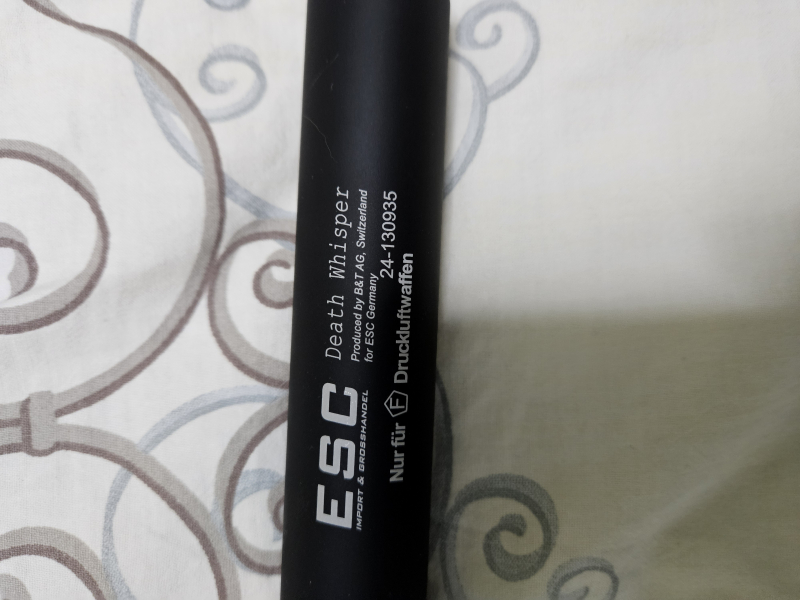 ESC
IMPORT & GROSSHANDEL
Death Whisper
Produced by B&T AG, Switzerland
for ESC Germany
24-130935
Nur für F Druckluftwaffen